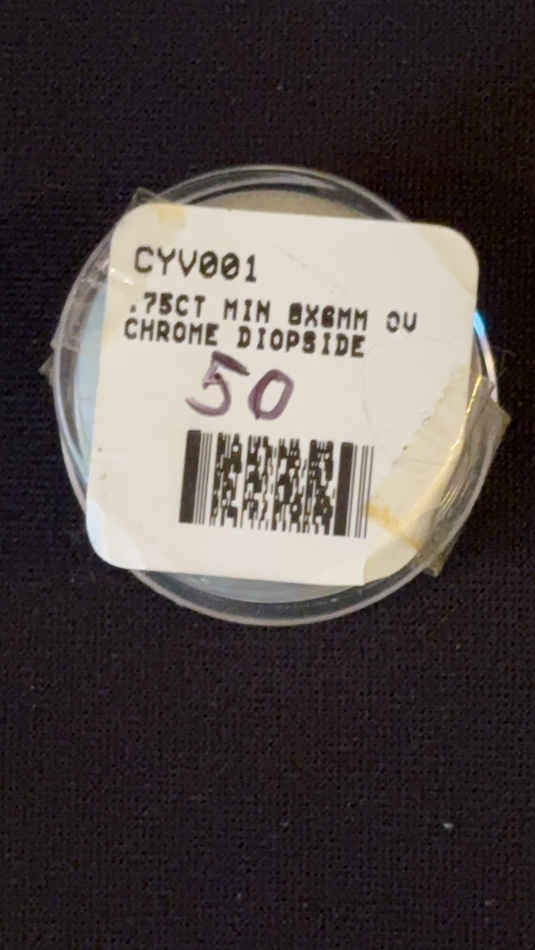 CYV001
.75CT MIN 8X6MM OV
CHROME DIOPSIDE
50